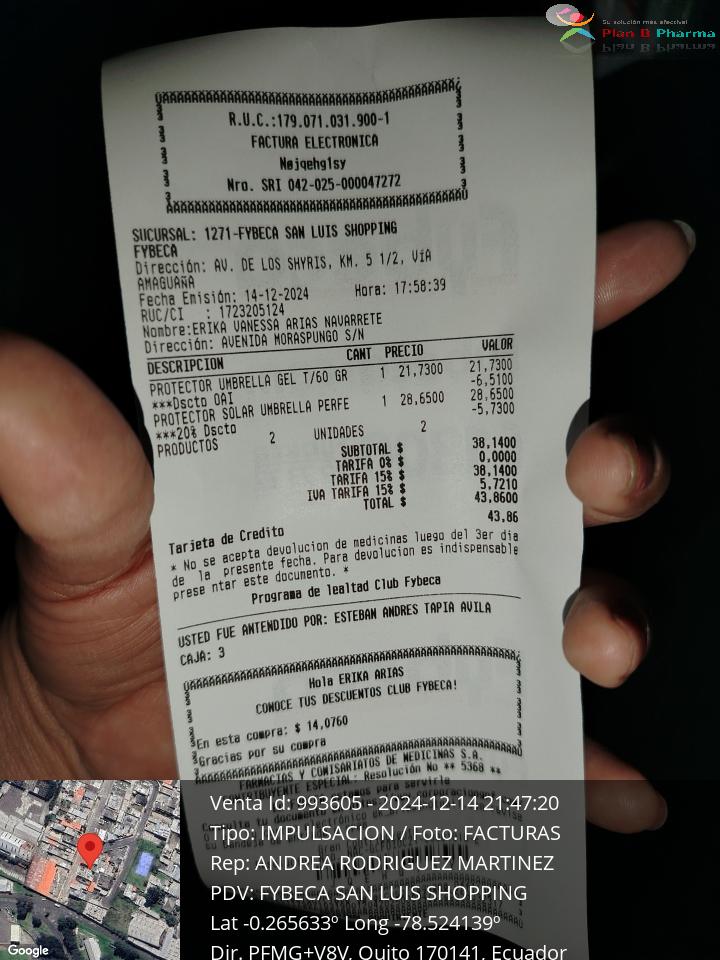 Su solución más efectiva!
Plan B Pharma
R.U.C.:179.071.031.900-1
FACTURA ELECTRONICA
Nøjqehg1sy
Nro. SRI 042-025-000047272
SUCURSAL: 1271-FYBECA SAN LUIS SHOPPING
FYBECA
Dirección: AV. DE LOS SHYRIS, KM. 5 1/2, VíA
AMAGUAÑA
Fecha Emisión: 14-12-2024 Hora: 17:58:39
RUC/CI : 1723205124
Nombre:ERIKA VANESSA ARIAS NAVARRETE
Dirección: AVENIDA MORASPUNGO S/N
DESCRIPCION CANT PRECIO VALOR
PROTECTOR UMBRELLA GEL T/60 GR 1 21,7300 21,7300
***Dscto OAI -6,5100
PROTECTOR SOLAR UMBRELLA PERFE 1 28,6500 28,6500
***20% Dscto -5,7300
PRODUCTOS 2 UNIDADES 2
SUBTOTAL $ 38,1400
TARIFA 0% $ 0,0000
TARIFA 15% $ 38,1400
IVA TARIFA 15% $ 5,7210
TOTAL $ 43,8600
43,86
Tarjeta de Credito
* No se acepta devolucion de medicinas luego del 3er dia
de la presente fecha. Para devolucion es indispensable
prese ntar este documento. *
Programa de lealtad Club Fybeca
USTED FUE ANTENDIDO POR: ESTEBAN ANDRES TAPIA AVILA
CAJA: 3
Hola ERIKA ARIAS
CONOCE TUS DESCUENTOS CLUB FYBECA!
En esta compra: $ 14,0760
Gracias por su compra
FARMACIAS Y COMISARIATOS DE MEDICINAS S.A.
CONTRIBUYENTE ESPECIAL: Resolución No ** 5368 **
Venta Id: 993605 - 2024-12-14 21:47:20
Tipo: IMPULSACION / Foto: FACTURAS
Rep: ANDREA RODRIGUEZ MARTINEZ
PDV: FYBECA SAN LUIS SHOPPING
Lat -0.265633º Long -78.524139º
Dir. PFMG+V8V, Quito 170141, Ecuador
Google